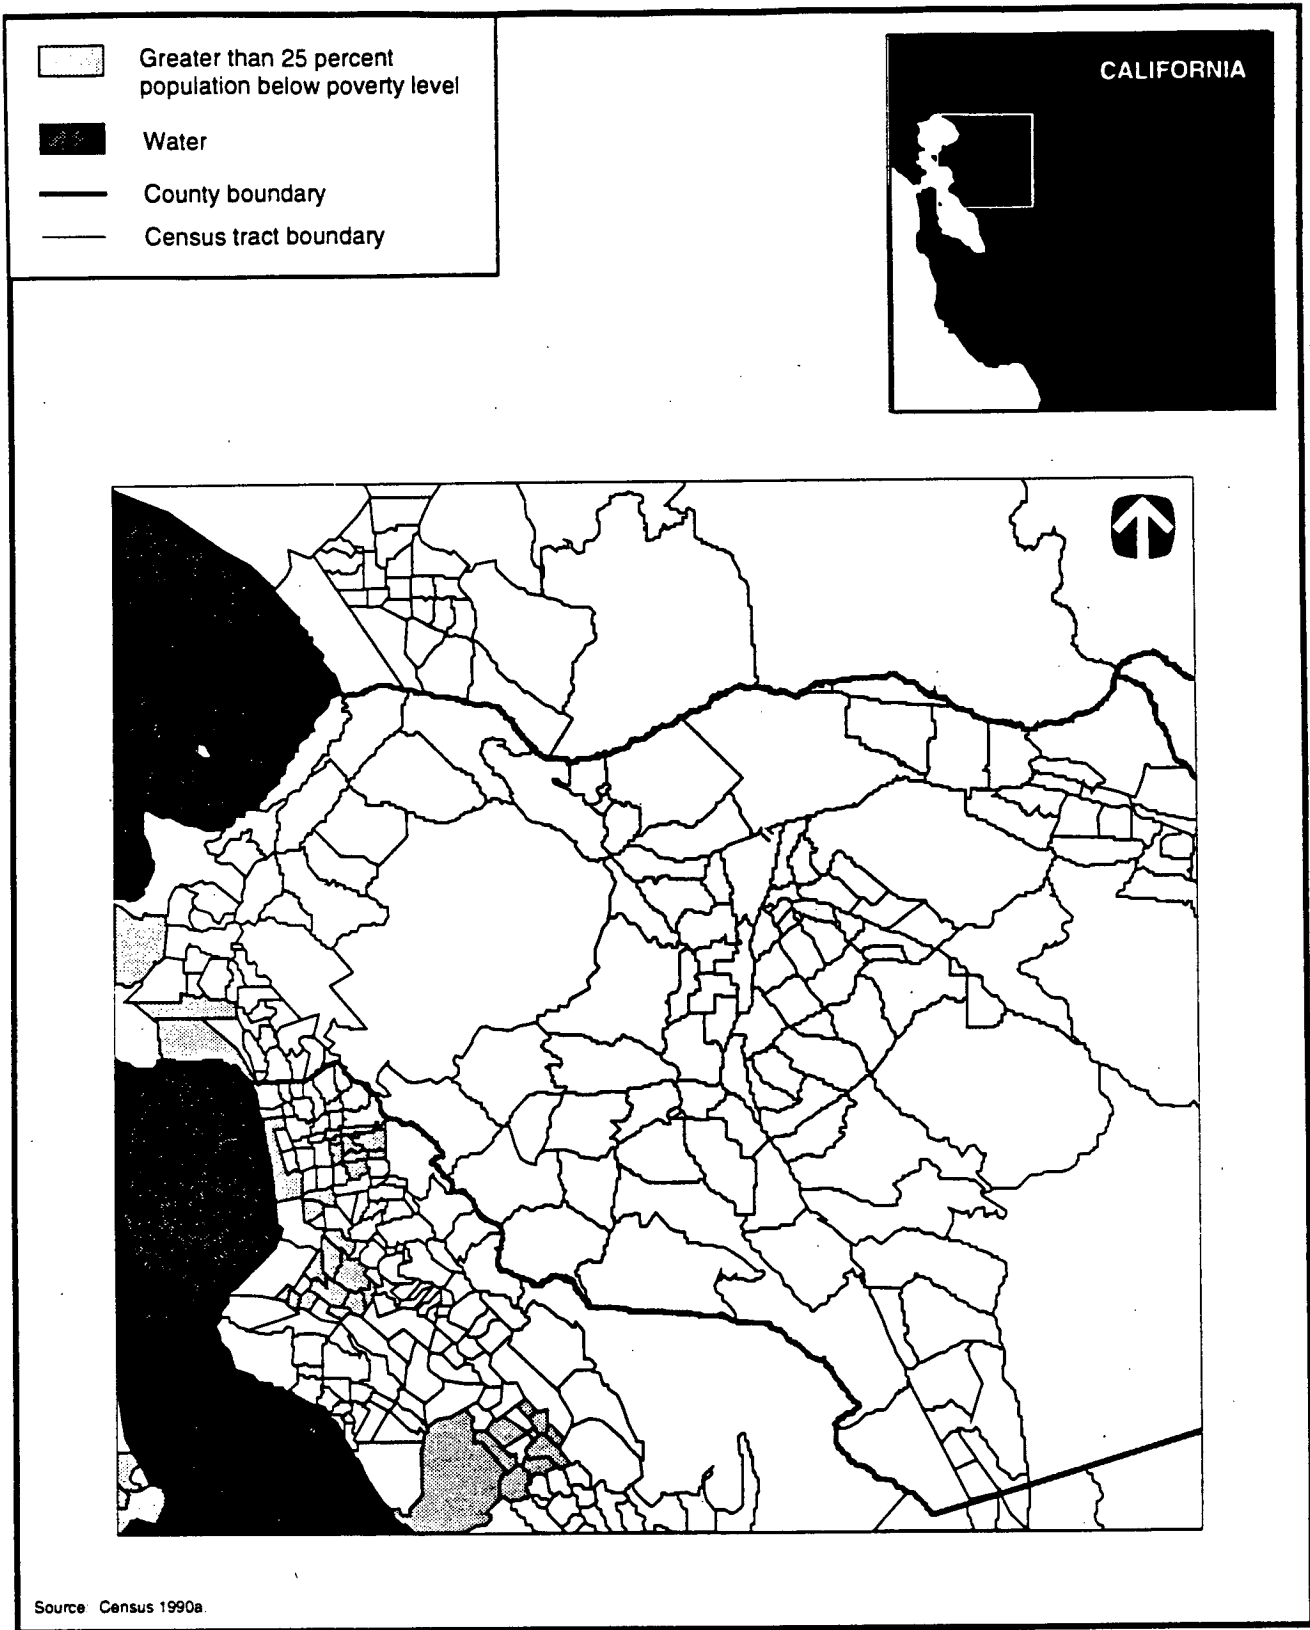 Greater than 25 percent
population below poverty level
Water
County boundary
Census tract boundary
CALIFORNIA
Source: Census 1990a.